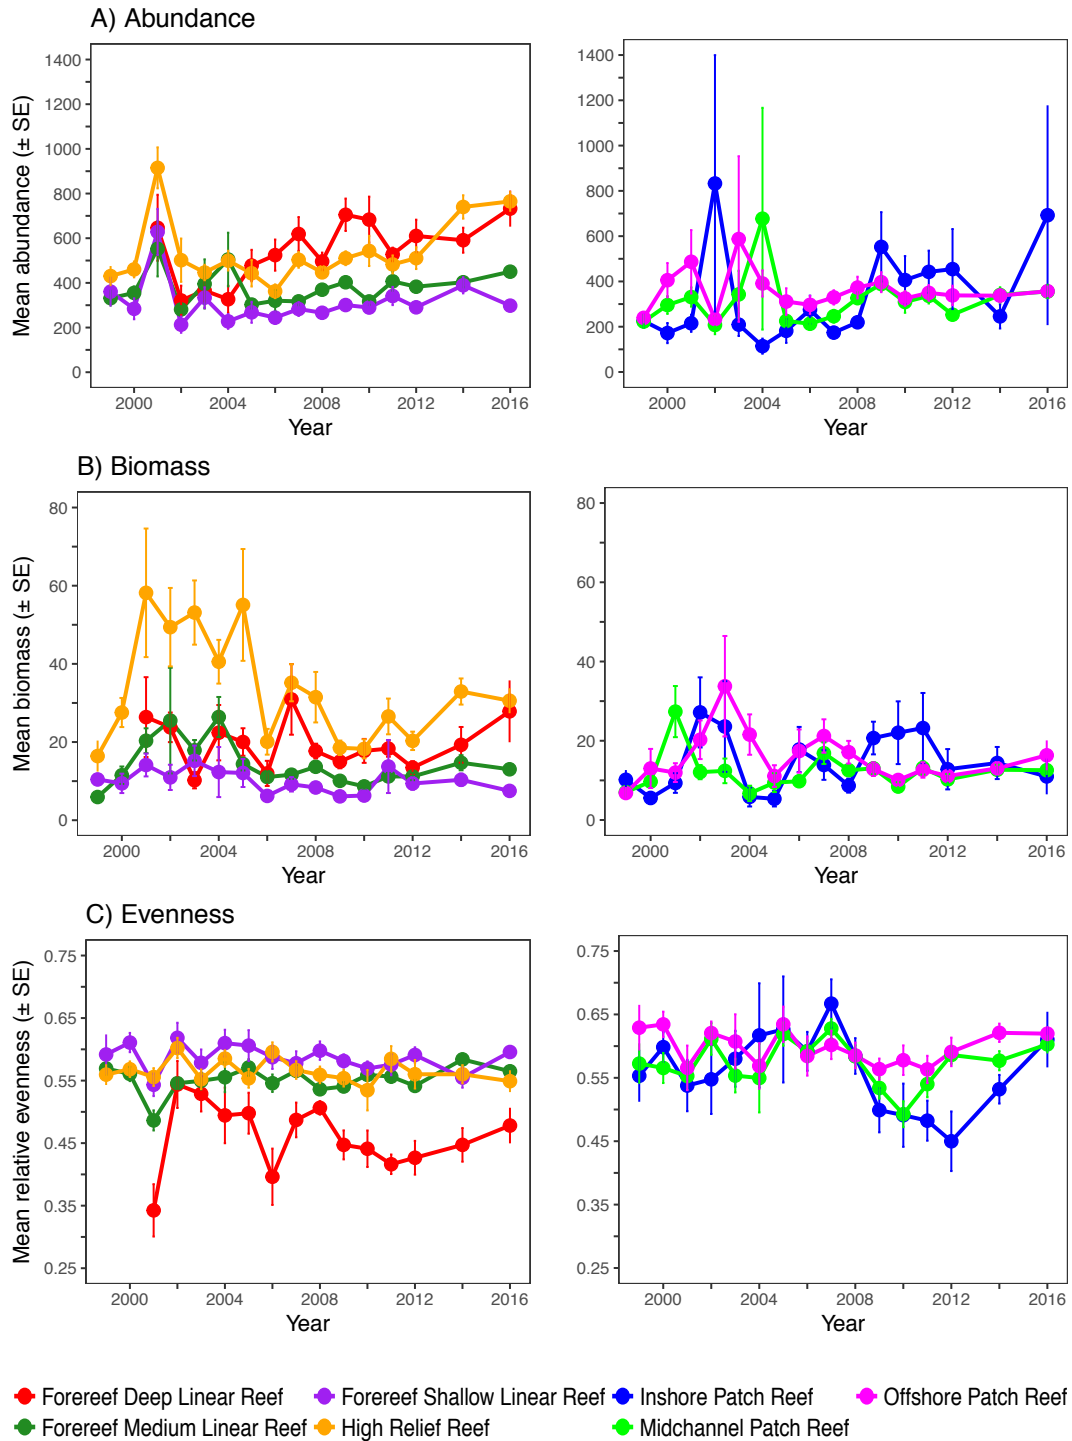 A) Abundance
Mean abundance (± SE)
1400
1200
1000
800
600
400
200
0
2000 2004 2008 2012 2016
Year
1400
1200
1000
800
600
400
200
0
2000 2004 2008 2012 2016
Year
B) Biomass
Mean biomass (± SE)
80
60
40
20
0
2000 2004 2008 2012 2016
Year
80
60
40
20
0
2000 2004 2008 2012 2016
Year
C) Evenness
Mean relative evenness (± SE)
0.75
0.65
0.55
0.45
0.35
0.25
2000 2004 2008 2012 2016
Year
0.75
0.65
0.55
0.45
0.35
0.25
2000 2004 2008 2012 2016
Year
Forereef Deep Linear Reef Forereef Shallow Linear Reef Inshore Patch Reef Offshore Patch Reef
Forereef Medium Linear Reef High Relief Reef Midchannel Patch Reef